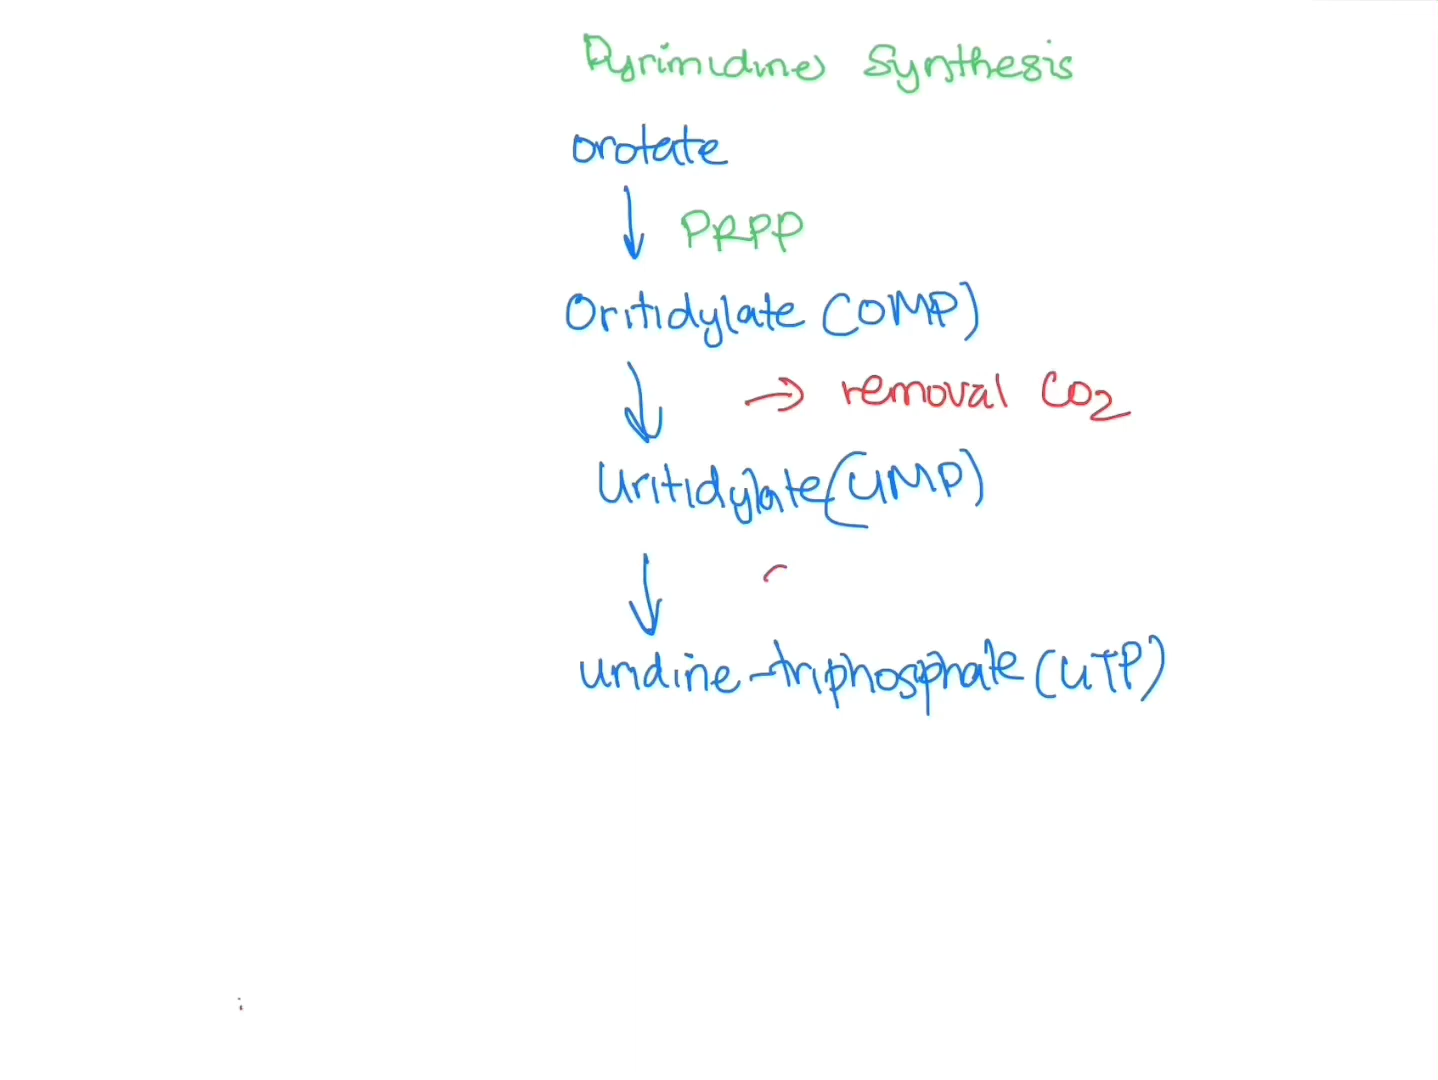 Pyrimidine Synthesis
orotate
PRPP
Oritidylate (OMP)
→ removal CO2
Uritidylate (UMP)
uridine-triphosphate (UTP)